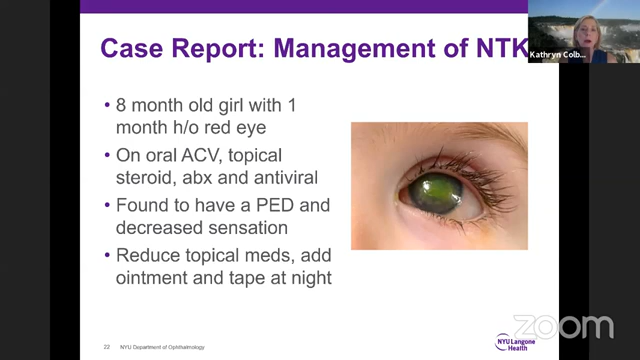 Case Report: Management of NTK
Kathryn Colb...
• 8 month old girl with 1
month h/o red eye
• On oral ACV, topical
steroid, abx and antiviral
• Found to have a PED and
decreased sensation
• Reduce topical meds, add
ointment and tape at night
22 NYU Department of Ophthalmology
NYU Langone
Health
zoom